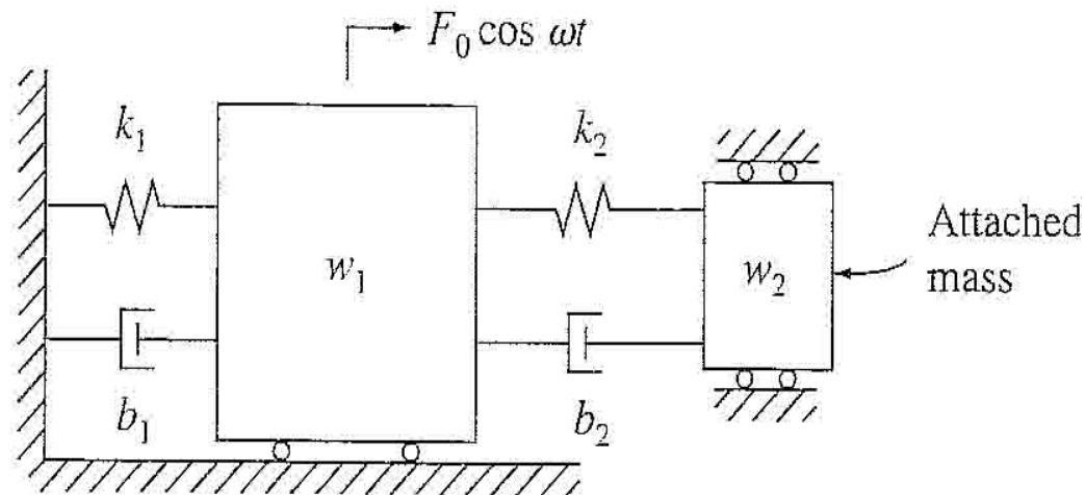 F₀ cos ωt
k₁
k₂
w₁
w₂
Attached
mass
b₁
b₂